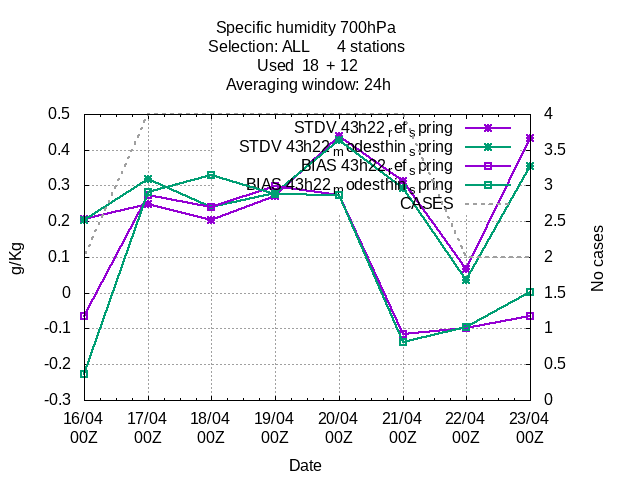 Specific humidity 700hPa
Selection: ALL 4 stations
Used 18 + 12
Averaging window: 24h
STDV 43h22_ref_spring
STDV 43h22_modesthin_spring
BIAS 43h22_ref_spring
BIAS 43h22_modesthin_spring
CASES
0.5
0.4
0.3
0.2
0.1
0
-0.1
-0.2
-0.3
g/Kg
4
3.5
3
2.5
2
1.5
1
0.5
0
No cases
16/04 17/04 18/04 19/04 20/04 21/04 22/04 23/04
00Z 00Z 00Z 00Z 00Z 00Z 00Z 00Z
Date